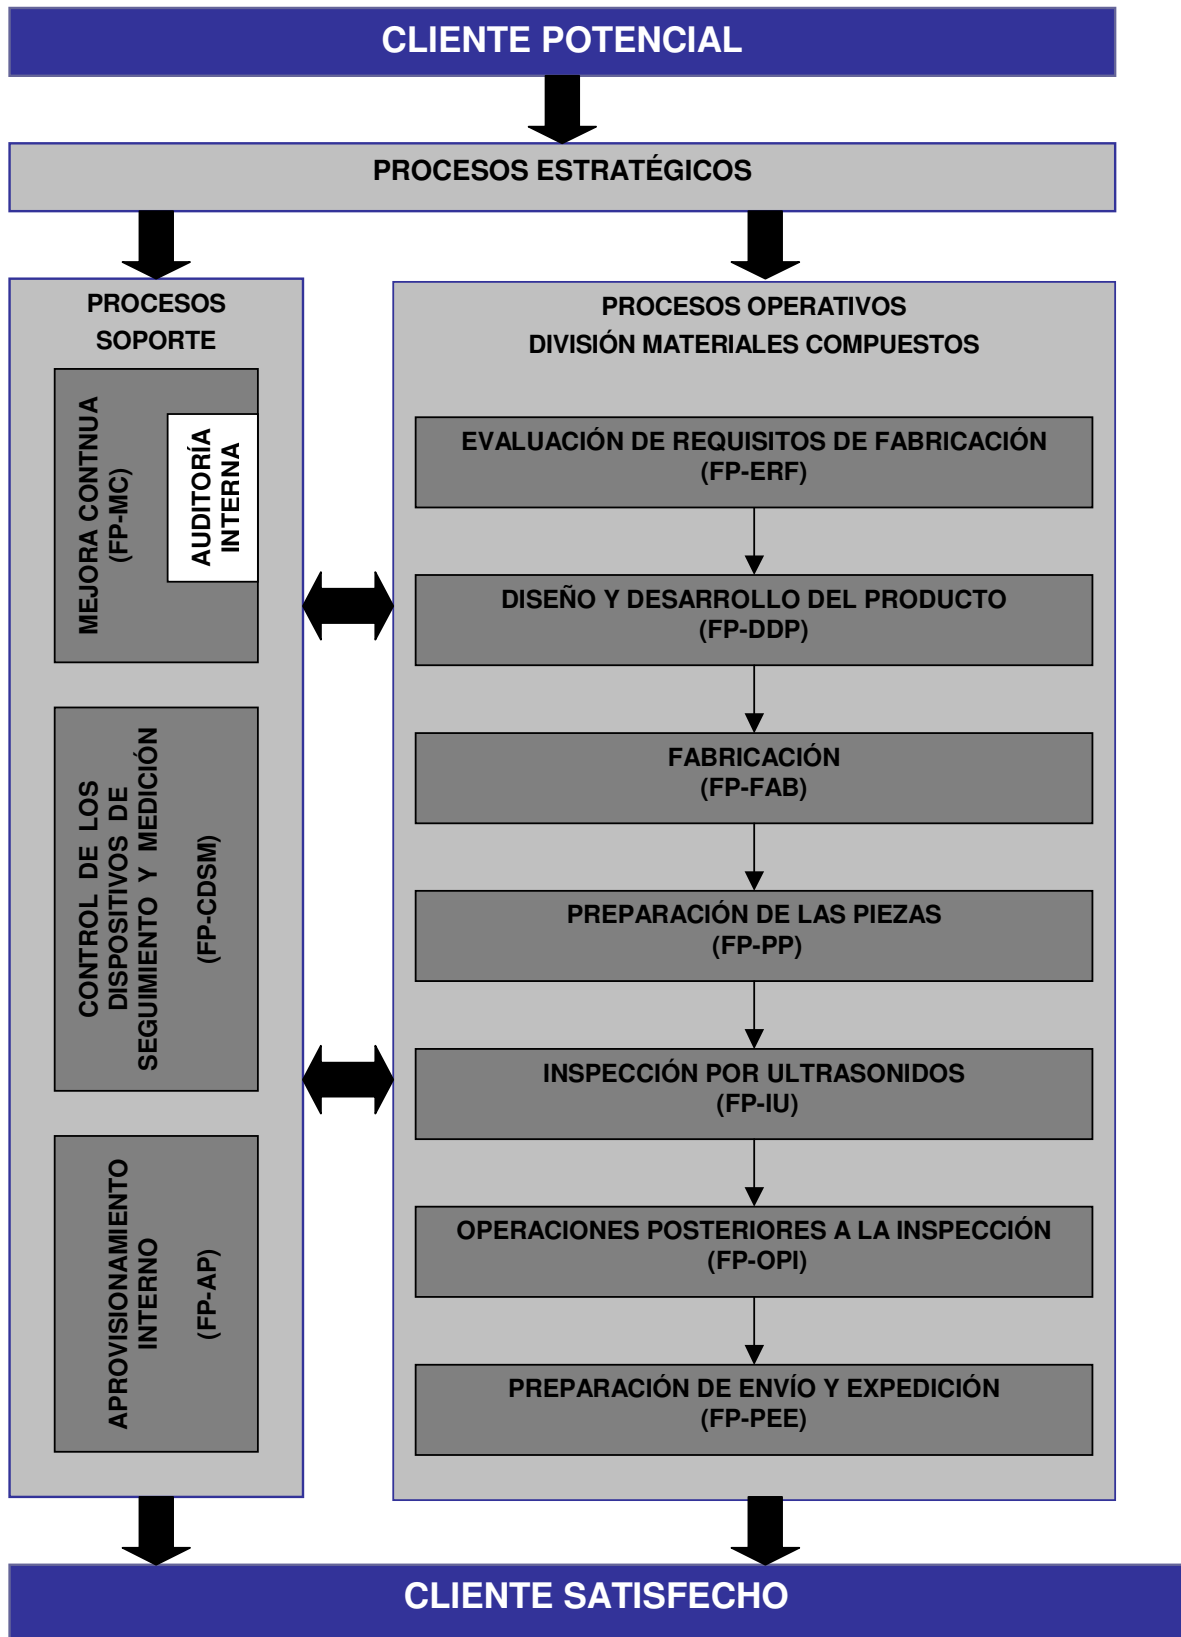 CLIENTE POTENCIAL
PROCESOS ESTRATÉGICOS
PROCESOS
SOPORTE
MEJORA CONTNUA
(FP-MC)
AUDITORÍA
INTERNA
CONTROL DE LOS
DISPOSITIVOS DE
SEGUIMIENTO Y MEDICIÓN
(FP-CDSM)
APROVISIONAMIENTO
INTERNO
(FP-AP)
PROCESOS OPERATIVOS
DIVISIÓN MATERIALES COMPUESTOS
EVALUACIÓN DE REQUISITOS DE FABRICACIÓN
(FP-ERF)
DISEÑO Y DESARROLLO DEL PRODUCTO
(FP-DDP)
FABRICACIÓN
(FP-FAB)
PREPARACIÓN DE LAS PIEZAS
(FP-PP)
INSPECCIÓN POR ULTRASONIDOS
(FP-IU)
OPERACIONES POSTERIORES A LA INSPECCIÓN
(FP-OPI)
PREPARACIÓN DE ENVÍO Y EXPEDICIÓN
(FP-PEE)
CLIENTE SATISFECHO